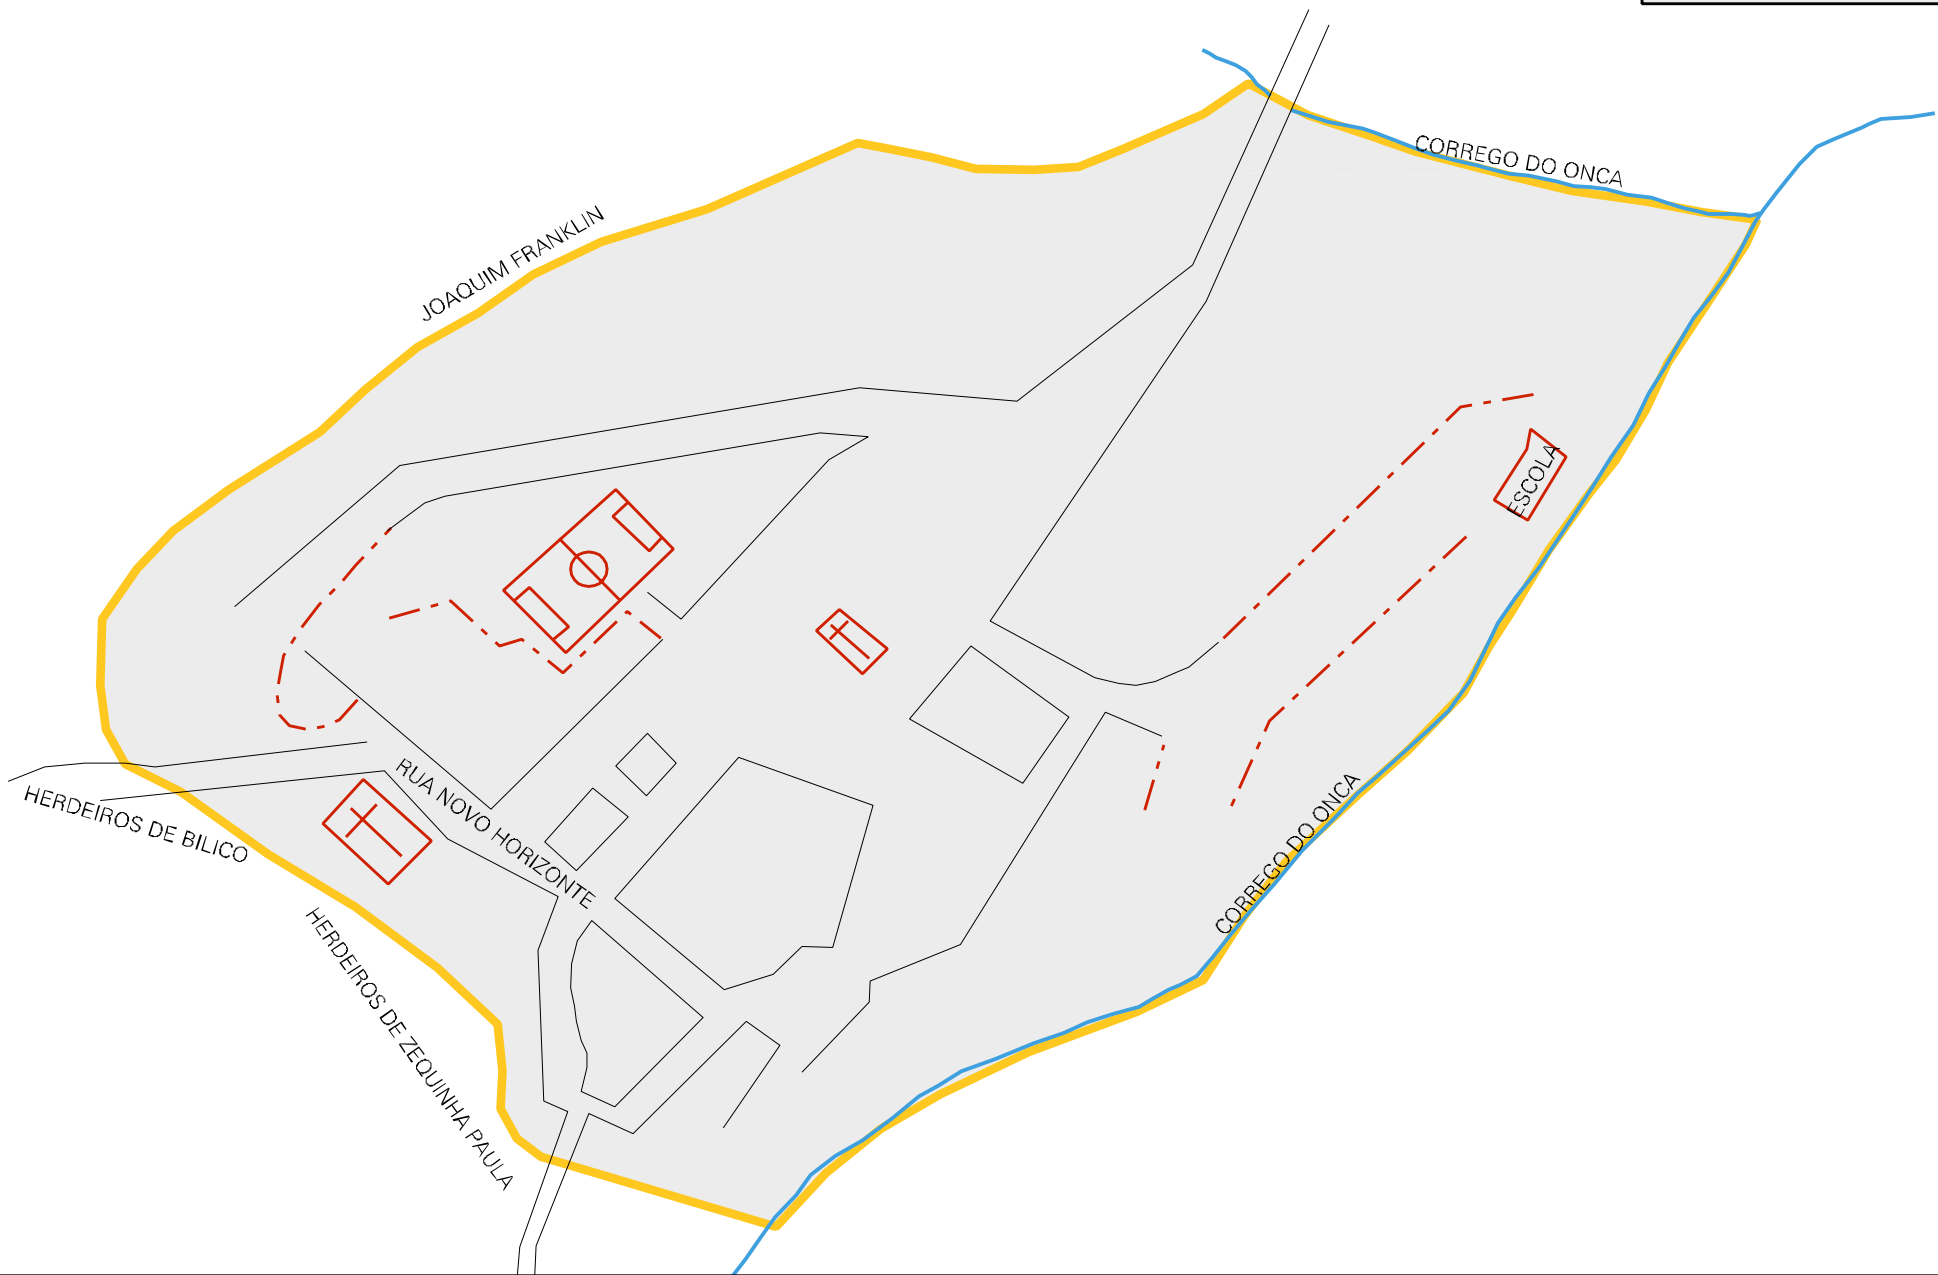 CORREGO DO ONCA
JOAQUIM FRANKLIN
ESCOLA
RUA NOVO HORIZONTE
HERDEIROS DE BILICO
CORREGO DO ONCA
HERDEIROS DE ZEQUINHA PAULA